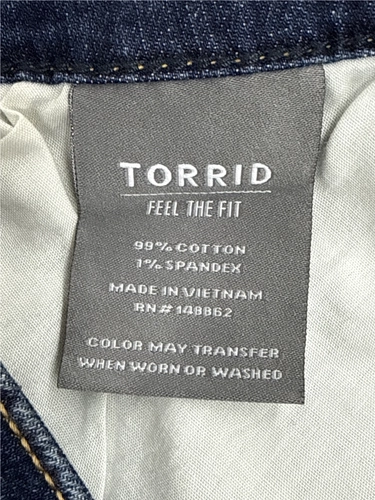 TORRID
FEEL THE FIT
99% COTTON
1% SPANDEX
MADE IN VIETNAM
RN# 148862
COLOR MAY TRANSFER
WHEN WORN OR WASHED